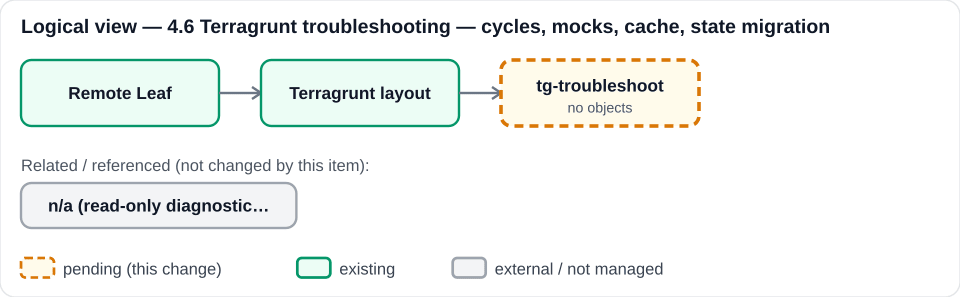 Logical view — 4.6 Terragrunt troubleshooting — cycles, mocks, cache, state migration
Remote Leaf
Terragrunt layout
tg-troubleshoot
no objects
Related / referenced (not changed by this item):
n/a (read-only diagnostic…
pending (this change)
existing
external / not managed